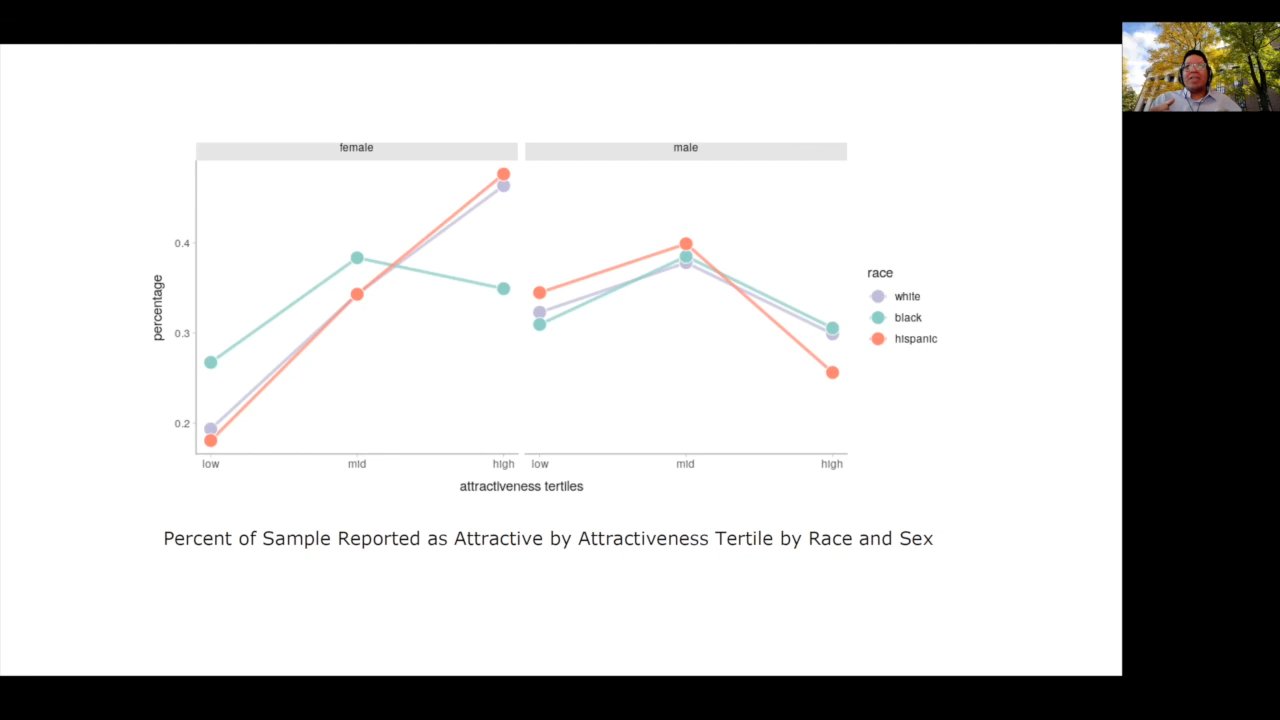 female
male
0.4
0.3
0.2
percentage
low
mid
high
low
mid
high
attractiveness tertiles
race
white
black
hispanic
Percent of Sample Reported as Attractive by Attractiveness Tertile by Race and Sex